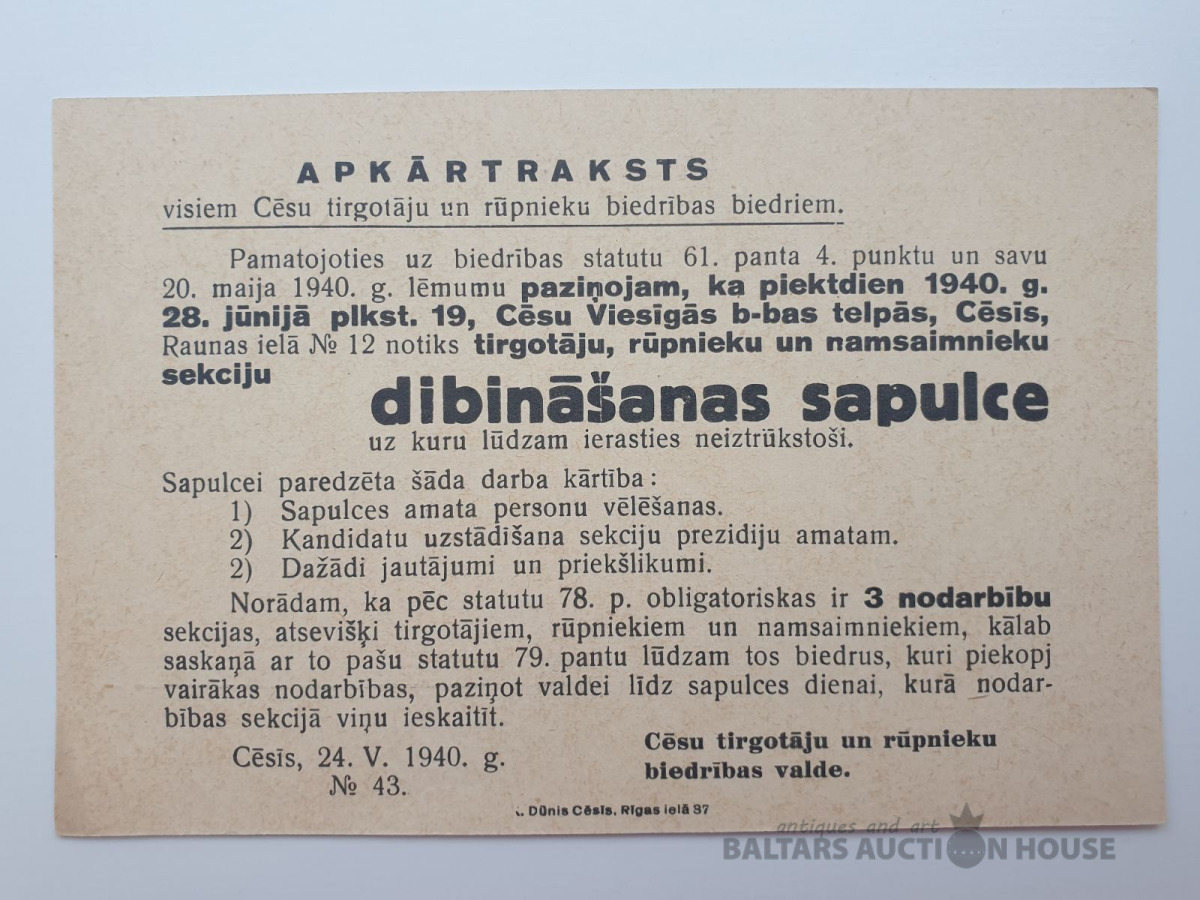 APKĀRTRAKSTS
visiem Cēsu tirgotāju un rūpnieku biedrības biedriem.
Pamatojoties uz biedrības statutu 61. panta 4. punktu un savu
20. maija 1940. g. lēmumu paziņojam, ka piektdien 1940. g.
28. jūnijā plkst. 19, Cēsu Viesīgās b-bas telpās, Cēsīs,
Raunas ielā № 12 notiks tirgotāju, rūpnieku un namsaimnieku
sekciju
dibināšanas sapulce
uz kuru lūdzam ierasties neiztrūkstoši.
Sapulcei paredzēta šāda darba kārtība:
1) Sapulces amata personu vēlēšanas.
2) Kandidatu uzstādīšana sekciju prezidiju amatam.
2) Dažādi jautājumi un priekšlikumi.
Norādam, ka pēc statutu 78. p. obligatoriskas ir 3 nodarbību
sekcijas, atsevišķi tirgotājiem, rūpniekiem un namsaimniekiem, kālab
saskaņā ar to pašu statutu 79. pantu lūdzam tos biedrus, kuri piekopj
vairākas nodarbības, paziņot valdei līdz sapulces dienai, kurā nodar-
bības sekcijā viņu ieskaitīt.
Cēsīs, 24. V. 1940. g.
№ 43.
Cēsu tirgotāju un rūpnieku
biedrības valde.
Dūnis Cēsīs, Rīgas ielā 37
antiques and art
BALTARS AUCTION HOUSE